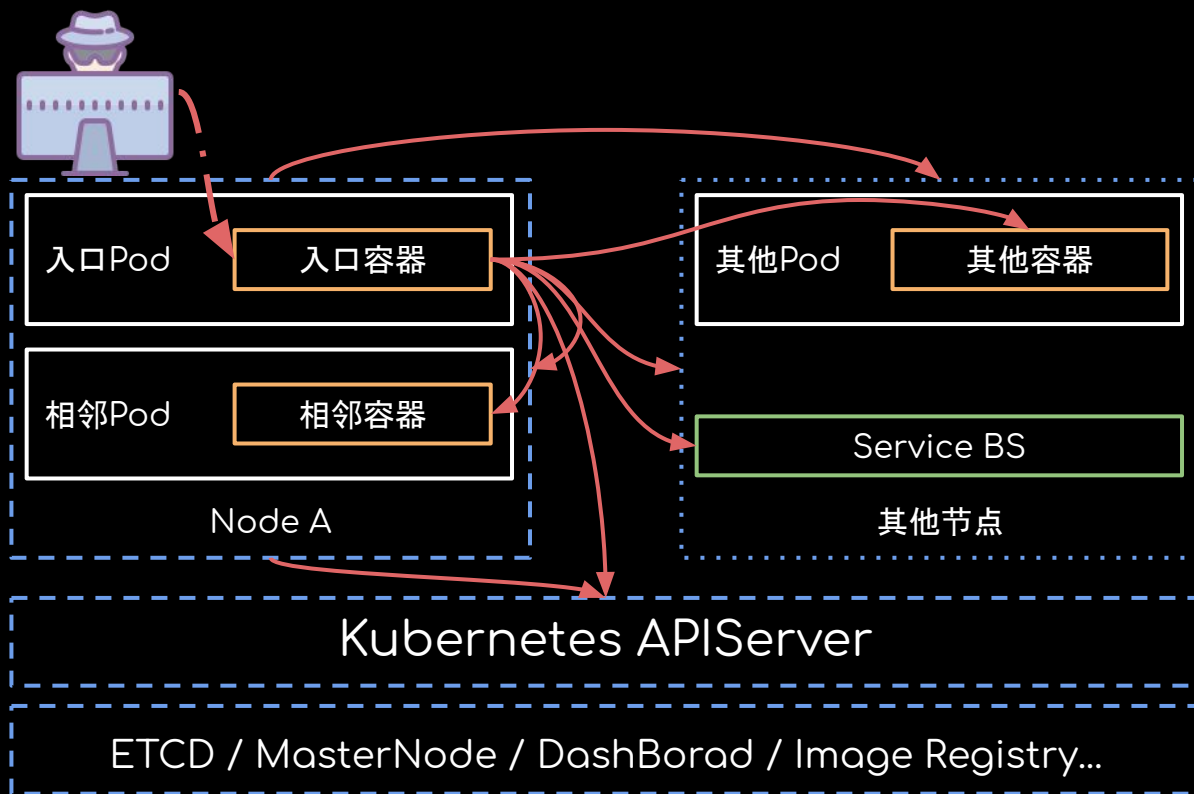 入口Pod
入口容器
其他Pod
其他容器
相邻Pod
相邻容器
Service BS
Node A
其他节点
Kubernetes APIServer
ETCD / MasterNode / DashBorad / Image Registry...